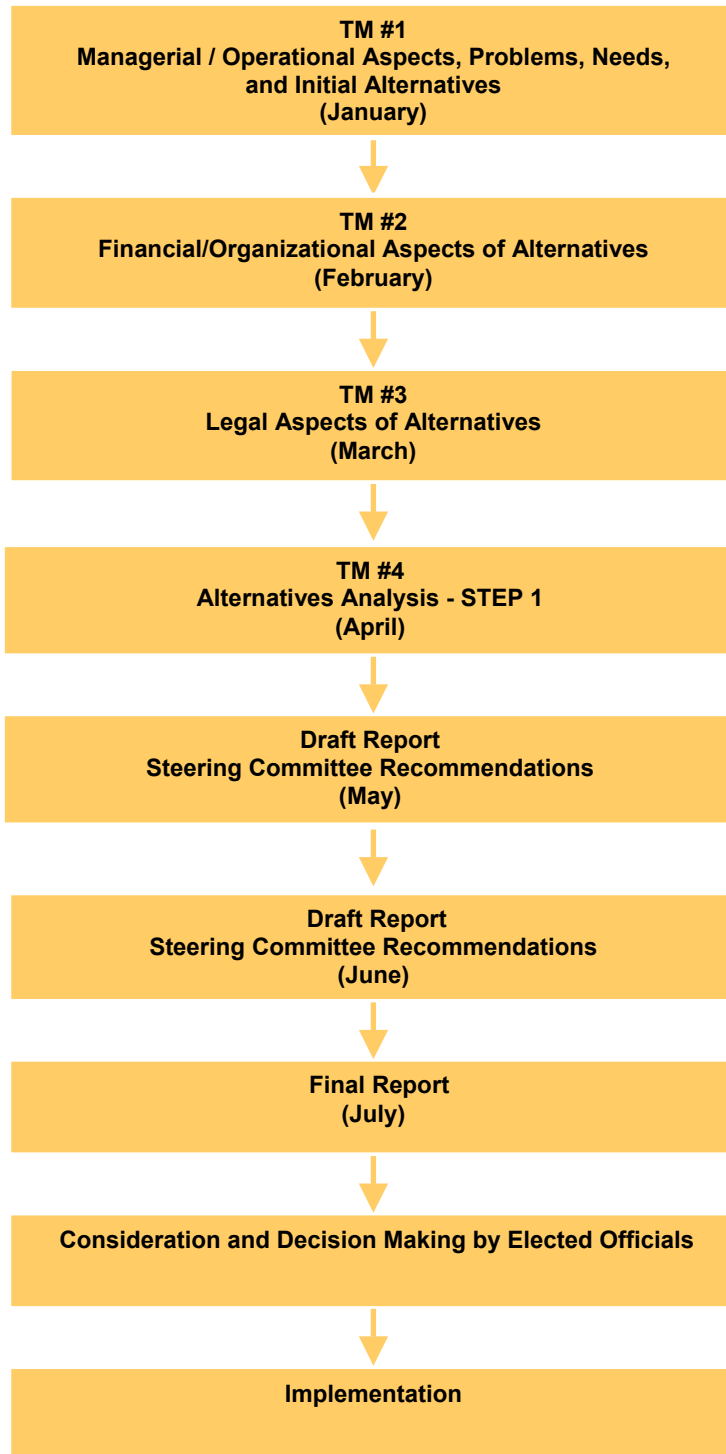 TM #1
Managerial / Operational Aspects, Problems, Needs,
and Initial Alternatives
(January)
TM #2
Financial/Organizational Aspects of Alternatives
(February)
TM #3
Legal Aspects of Alternatives
(March)
TM #4
Alternatives Analysis - STEP 1
(April)
Draft Report
Steering Committee Recommendations
(May)
Draft Report
Steering Committee Recommendations
(June)
Final Report
(July)
Consideration and Decision Making by Elected Officials
Implementation